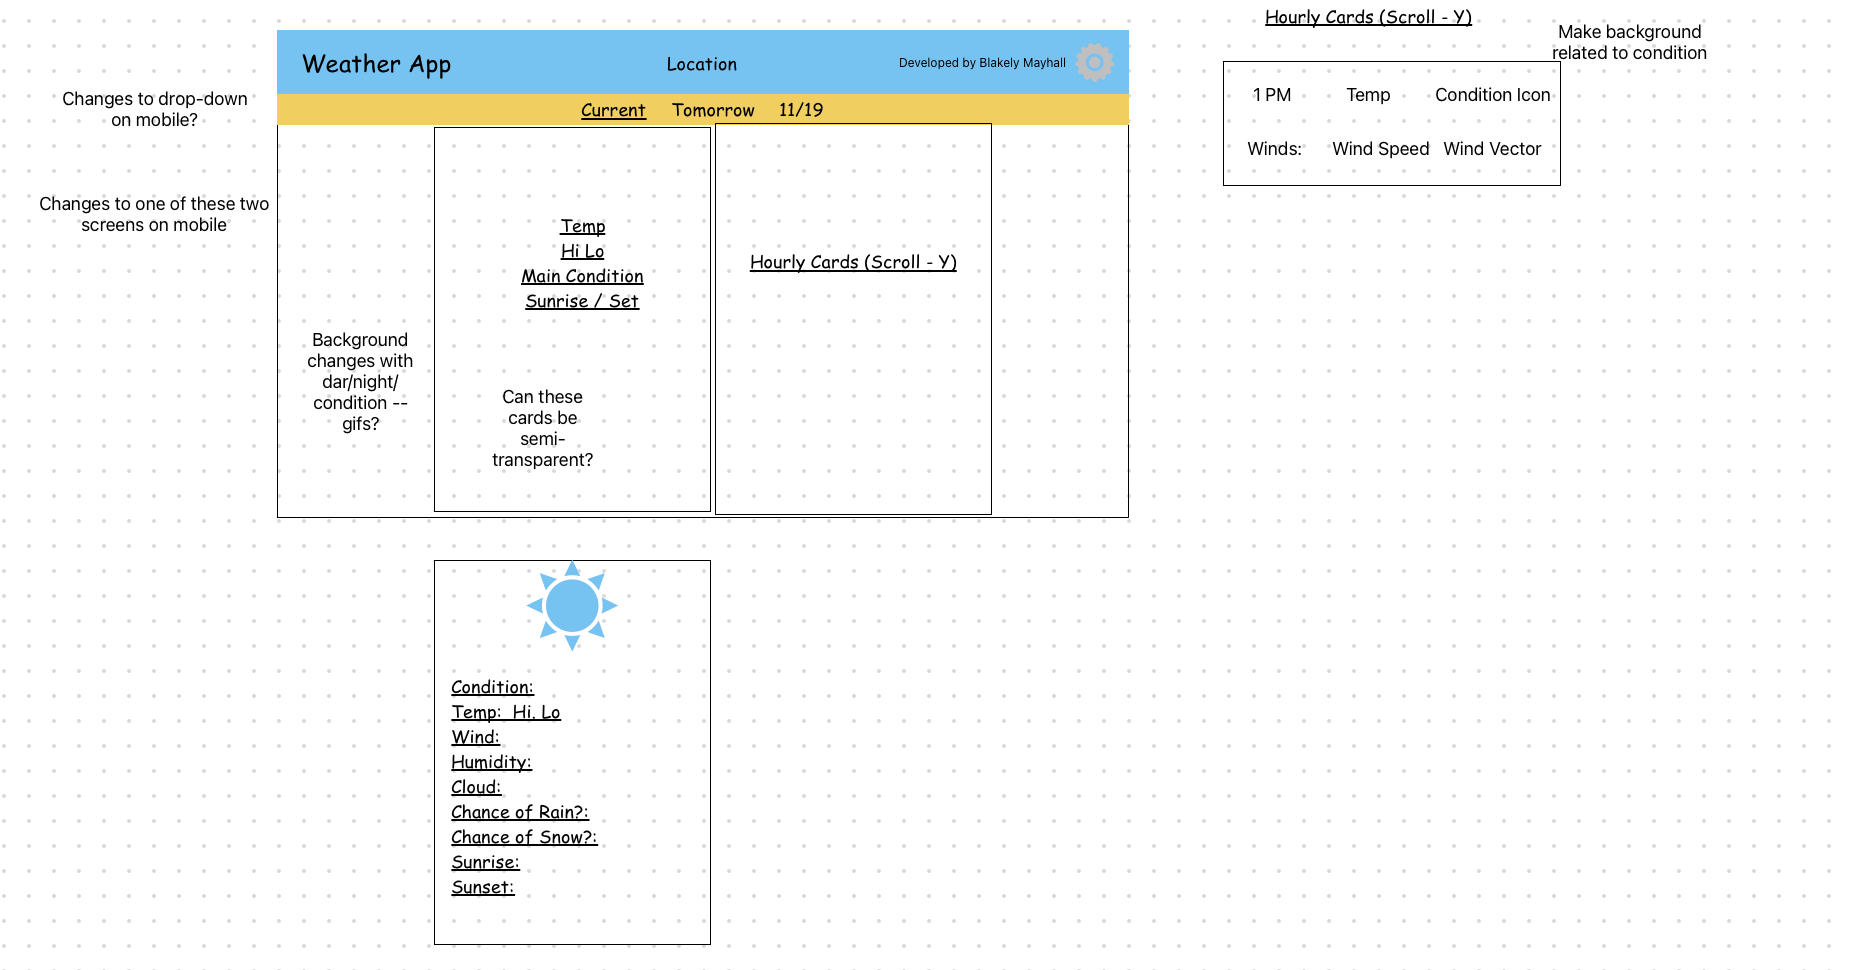 Hourly Cards (Scroll - Y)
Make background
related to condition
Weather App
Location
Developed by Blakely Mayhall
Changes to drop-down
on mobile?
Current Tomorrow 11/19
1 PM Temp Condition Icon
Winds: Wind Speed Wind Vector
Changes to one of these two
screens on mobile
Temp
Hi Lo
Main Condition
Sunrise / Set
Hourly Cards (Scroll - Y)
Background
changes with
dar/night/
condition --
gifs?
Can these
cards be
semi-
transparent?
Condition:
Temp: Hi. Lo
Wind:
Humidity:
Cloud:
Chance of Rain?:
Chance of Snow?:
Sunrise:
Sunset: